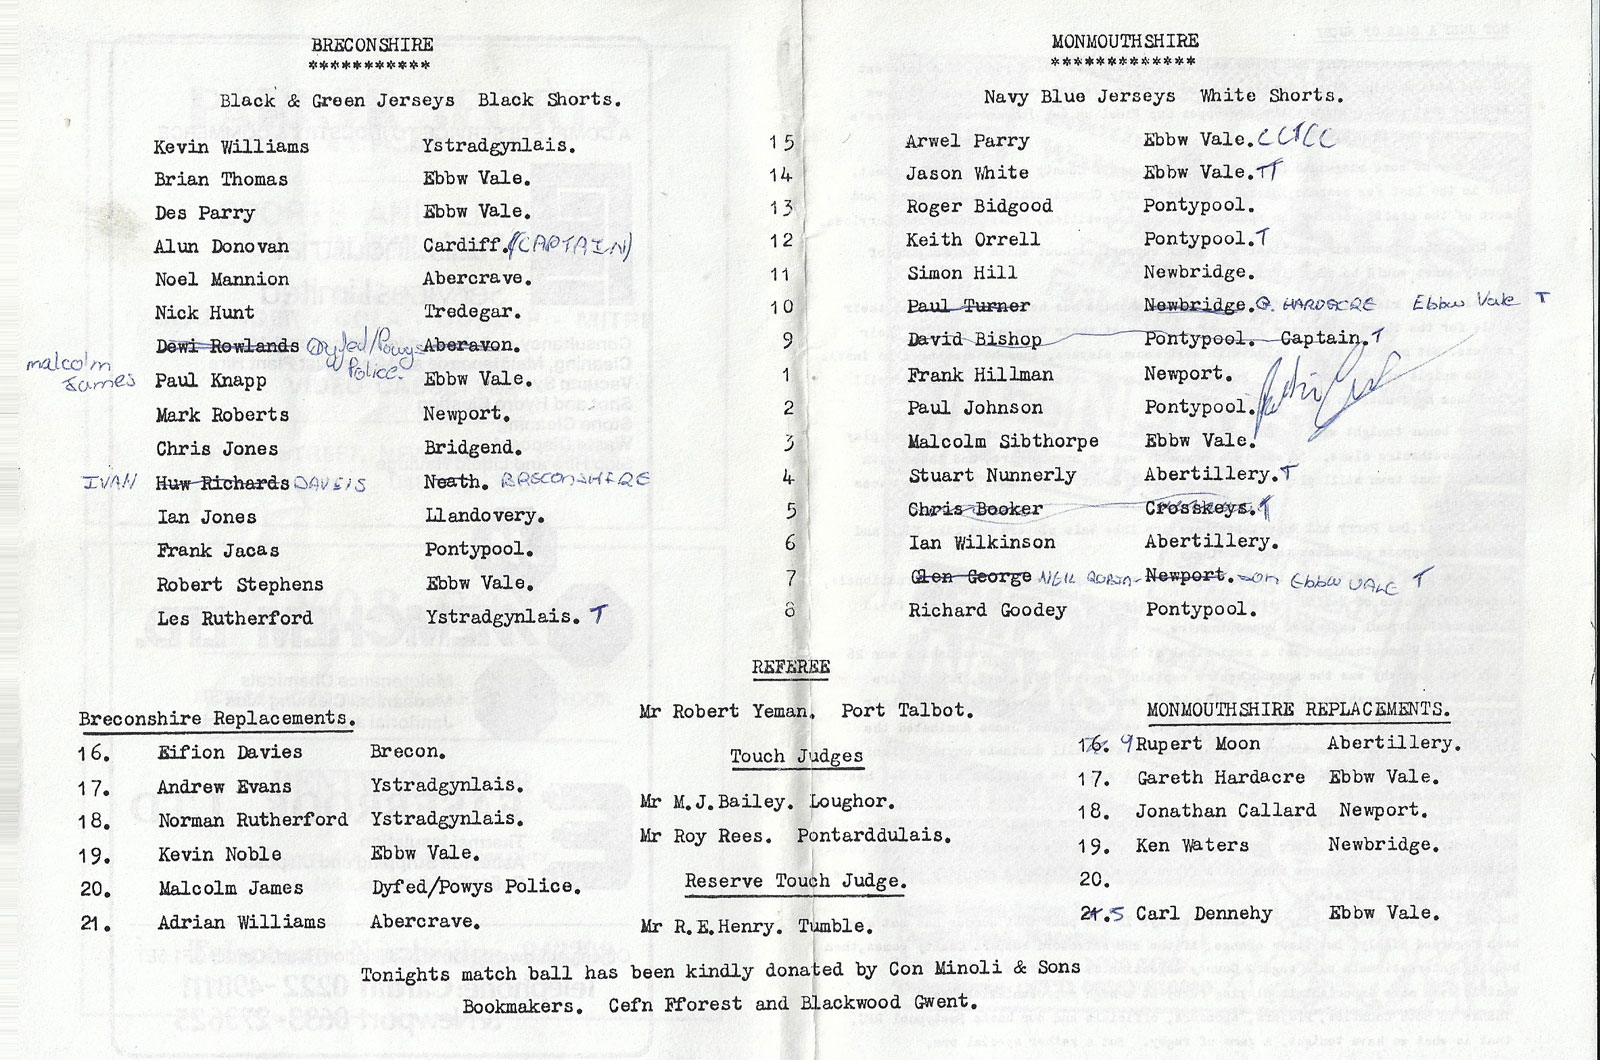 BRECONSHIRE
***********
Black & Green Jerseys Black Shorts.
Kevin Williams Ystradgynlais.
Brian Thomas Ebbw Vale.
Des Parry Ebbw Vale.
Alun Donovan Cardiff. (CAPTAIN)
Noel Mannion Abercrave.
Nick Hunt Tredegar.
Dewi Rowlands Dyfed/Powys Police. Aberavon.
malcolm James
Paul Knapp Ebbw Vale.
Mark Roberts Newport.
Chris Jones Bridgend.
IVAN Huw Richards DAVEIS Neath. BRECONSHIRE
Ian Jones Llandovery.
Frank Jacas Pontypool.
Robert Stephens Ebbw Vale.
Les Rutherford Ystradgynlais. T
MONMOUTHSHIRE
*************
Navy Blue Jerseys White Shorts.
15 Arwel Parry Ebbw Vale.
14 Jason White Ebbw Vale. TT
13 Roger Bidgood Pontypool.
12 Keith Orrell Pontypool. T
11 Simon Hill Newbridge.
10 Paul Turner Newbridge. G. HARDACRE Ebbw Vale T
9 David Bishop Pontypool. Captain. T
1 Frank Hillman Newport.
2 Paul Johnson Pontypool.
3 Malcolm Sibthorpe Ebbw Vale.
4 Stuart Nunnerly Abertillery. T
5 Chris Booker Crosskeys. T
6 Ian Wilkinson Abertillery.
7 Glen George NEIL ROBIN- Newport. SON EBBW VALE T
8 Richard Goodey Pontypool.
REFEREE
Mr Robert Yeman. Port Talbot.
Touch Judges
Mr M.J.Bailey. Loughor.
Mr Roy Rees. Pontarddulais.
Reserve Touch Judge.
Mr R.E.Henry. Tumble.
Breconshire Replacements.
16. Eifion Davies Brecon.
17. Andrew Evans Ystradgynlais.
18. Norman Rutherford Ystradgynlais.
19. Kevin Noble Ebbw Vale.
20. Malcolm James Dyfed/Powys Police.
21. Adrian Williams Abercrave.
MONMOUTHSHIRE REPLACEMENTS.
16. 9 Rupert Moon Abertillery.
17. Gareth Hardacre Ebbw Vale.
18. Jonathan Callard Newport.
19. Ken Waters Newbridge.
20.
21. 5 Carl Dennehy Ebbw Vale.
Tonights match ball has been kindly donated by Con Minoli & Sons
Bookmakers. Cefn Fforest and Blackwood Gwent.